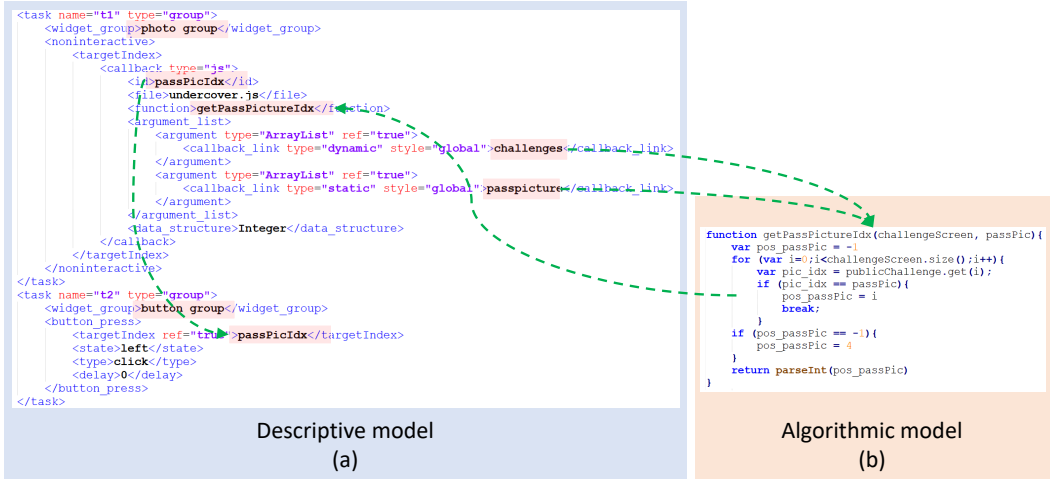 <task name="t1" type="group">
<widget_group>photo group</widget_group>
<noninteractive>
<targetIndex>
<callback type="js">
<id>passPicIdx</id>
<file>undercover.js</file>
<function>getPassPictureIdx</function>
<argument_list>
<argument type="ArrayList" ref="true">
<callback_link type="dynamic" style="global">challenges</callback_link>
</argument>
<argument type="ArrayList" ref="true">
<callback_link type="static" style="global">passpicture</callback_link>
</argument>
</argument_list>
<data_structure>Integer</data_structure>
</callback>
</targetIndex>
</noninteractive>
</task>
<task name="t2" type="group">
<widget_group>button group</widget_group>
<button_press>
<targetIndex ref="true">passPicIdx</targetIndex>
<state>left</state>
<type>click</type>
<delay>0</delay>
</button_press>
</task>
Descriptive model
(a)
function getPassPictureIdx(challengeScreen, passPic){
var pos_passPic = -1
for (var i=0;i<challengeScreen.size();i++){
var pic_idx = publicChallenge.get(i);
if (pic_idx == passPic){
pos_passPic = i
break;
}
if (pos_passPic == -1){
pos_passPic = 4
}
return parseInt(pos_passPic)
}
Algorithmic model
(b)